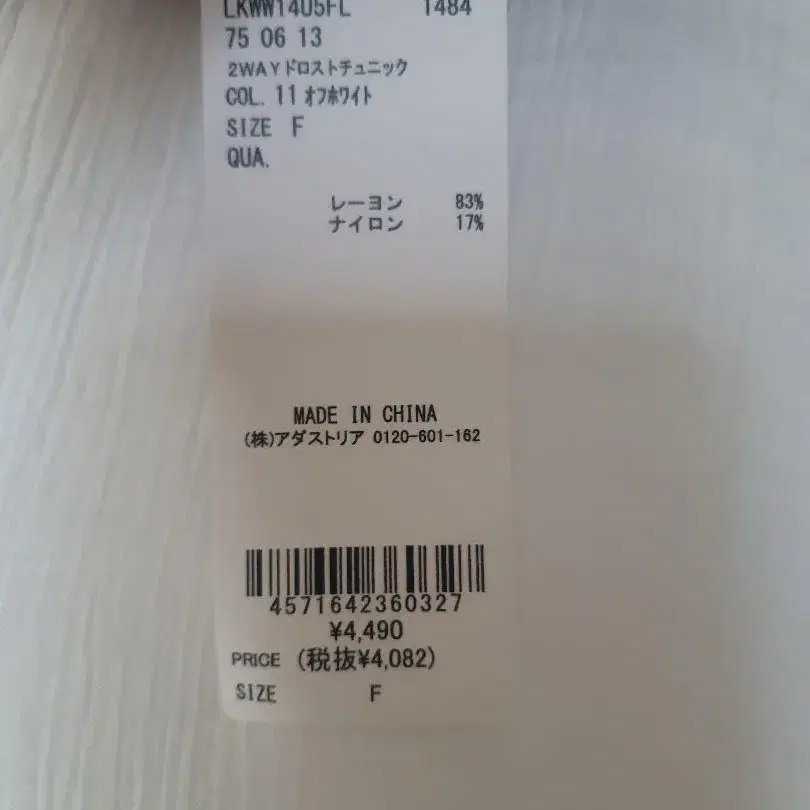 LKWW1405FL 1484
75 06 13
2WAYドロストチュニック
COL. 11 オフホワイト
SIZE F
QUA.
レーヨン 83%
ナイロン 17%
MADE IN CHINA
(株)アダストリア 0120-601-162
4571642360327
¥4,490
PRICE (税抜¥4,082)
SIZE F